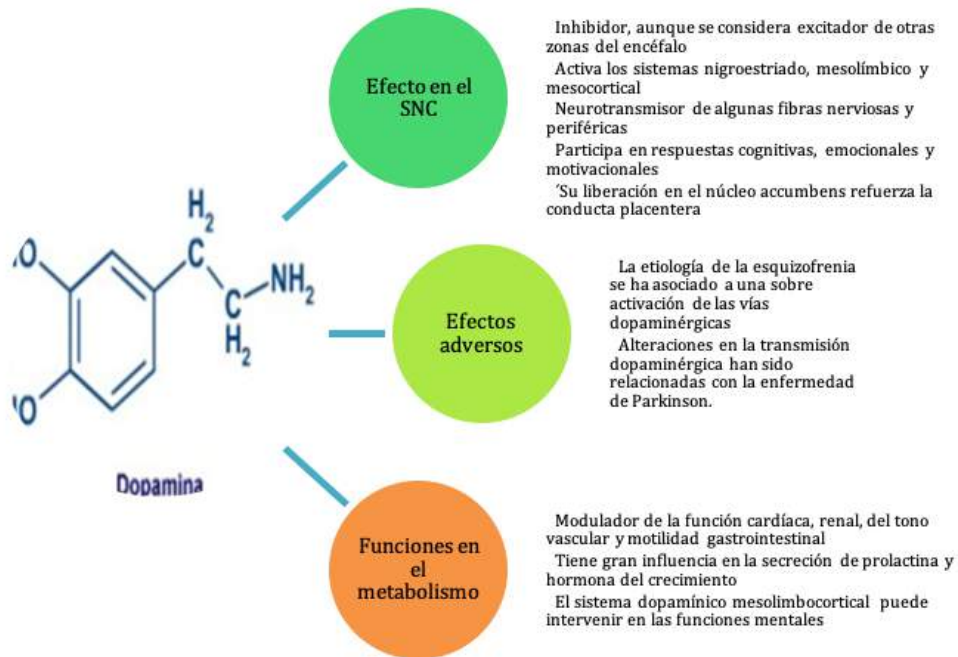 Efecto en el
SNC
Inhibidor, aunque se considera excitador de otras
zonas del encéfalo
Activa los sistemas nigroestriado, mesolímbico y
mesocortical
Neurotransmisor de algunas fibras nerviosas y
periféricas
Participa en respuestas cognitivas, emocionales y
motivacionales
´Su liberación en el núcleo accumbens refuerza la
conducta placentera
H2
C
NH2
C
H2
O
O
Dopamina
Efectos
adversos
La etiología de la esquizofrenia
se ha asociado a una sobre
activación de las vías
dopaminérgicas
Alteraciones en la transmisión
dopaminérgica han sido
relacionadas con la enfermedad
de Parkinson.
Funciones en
el
metabolismo
Modulador de la función cardíaca, renal, del tono
vascular y motilidad gastrointestinal
Tiene gran influencia en la secreción de prolactina y
hormona del crecimiento
El sistema dopamínico mesolimbocortical puede
intervenir en las funciones mentales